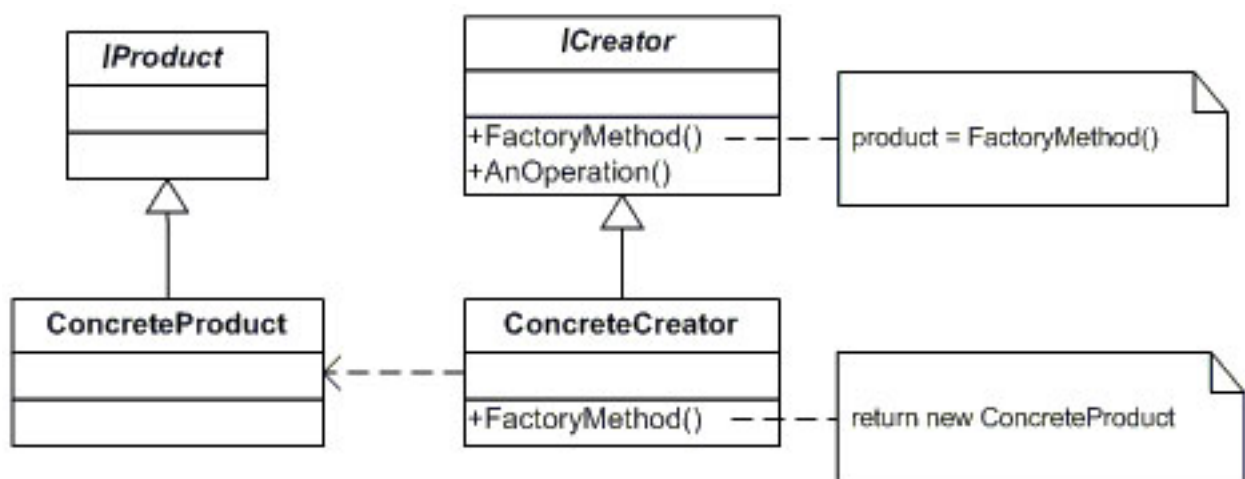 IProduct
ICreator
+FactoryMethod()
+AnOperation()
product = FactoryMethod()
ConcreteProduct
ConcreteCreator
+FactoryMethod()
return new ConcreteProduct